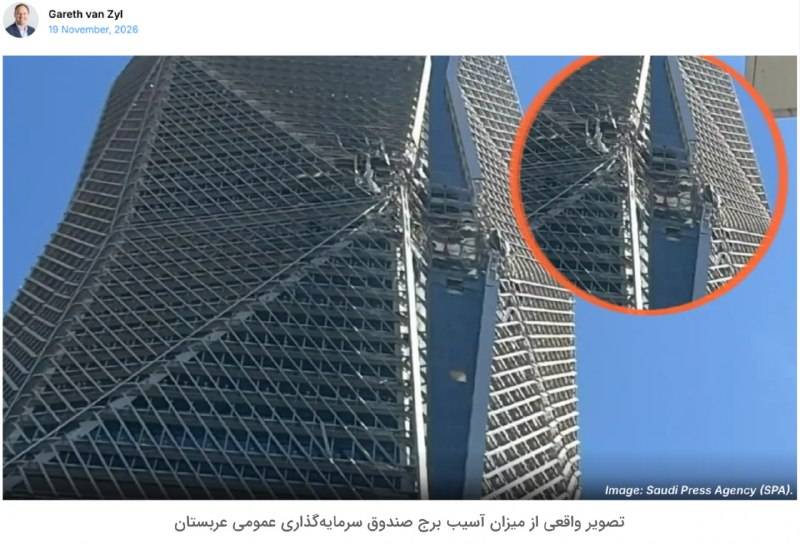 Gareth van Zyl
19 November, 2026
Image: Saudi Press Agency (SPA).
تصویر واقعی از میزان آسیب برج صندوق سرمایه‌گذاری عمومی عربستان